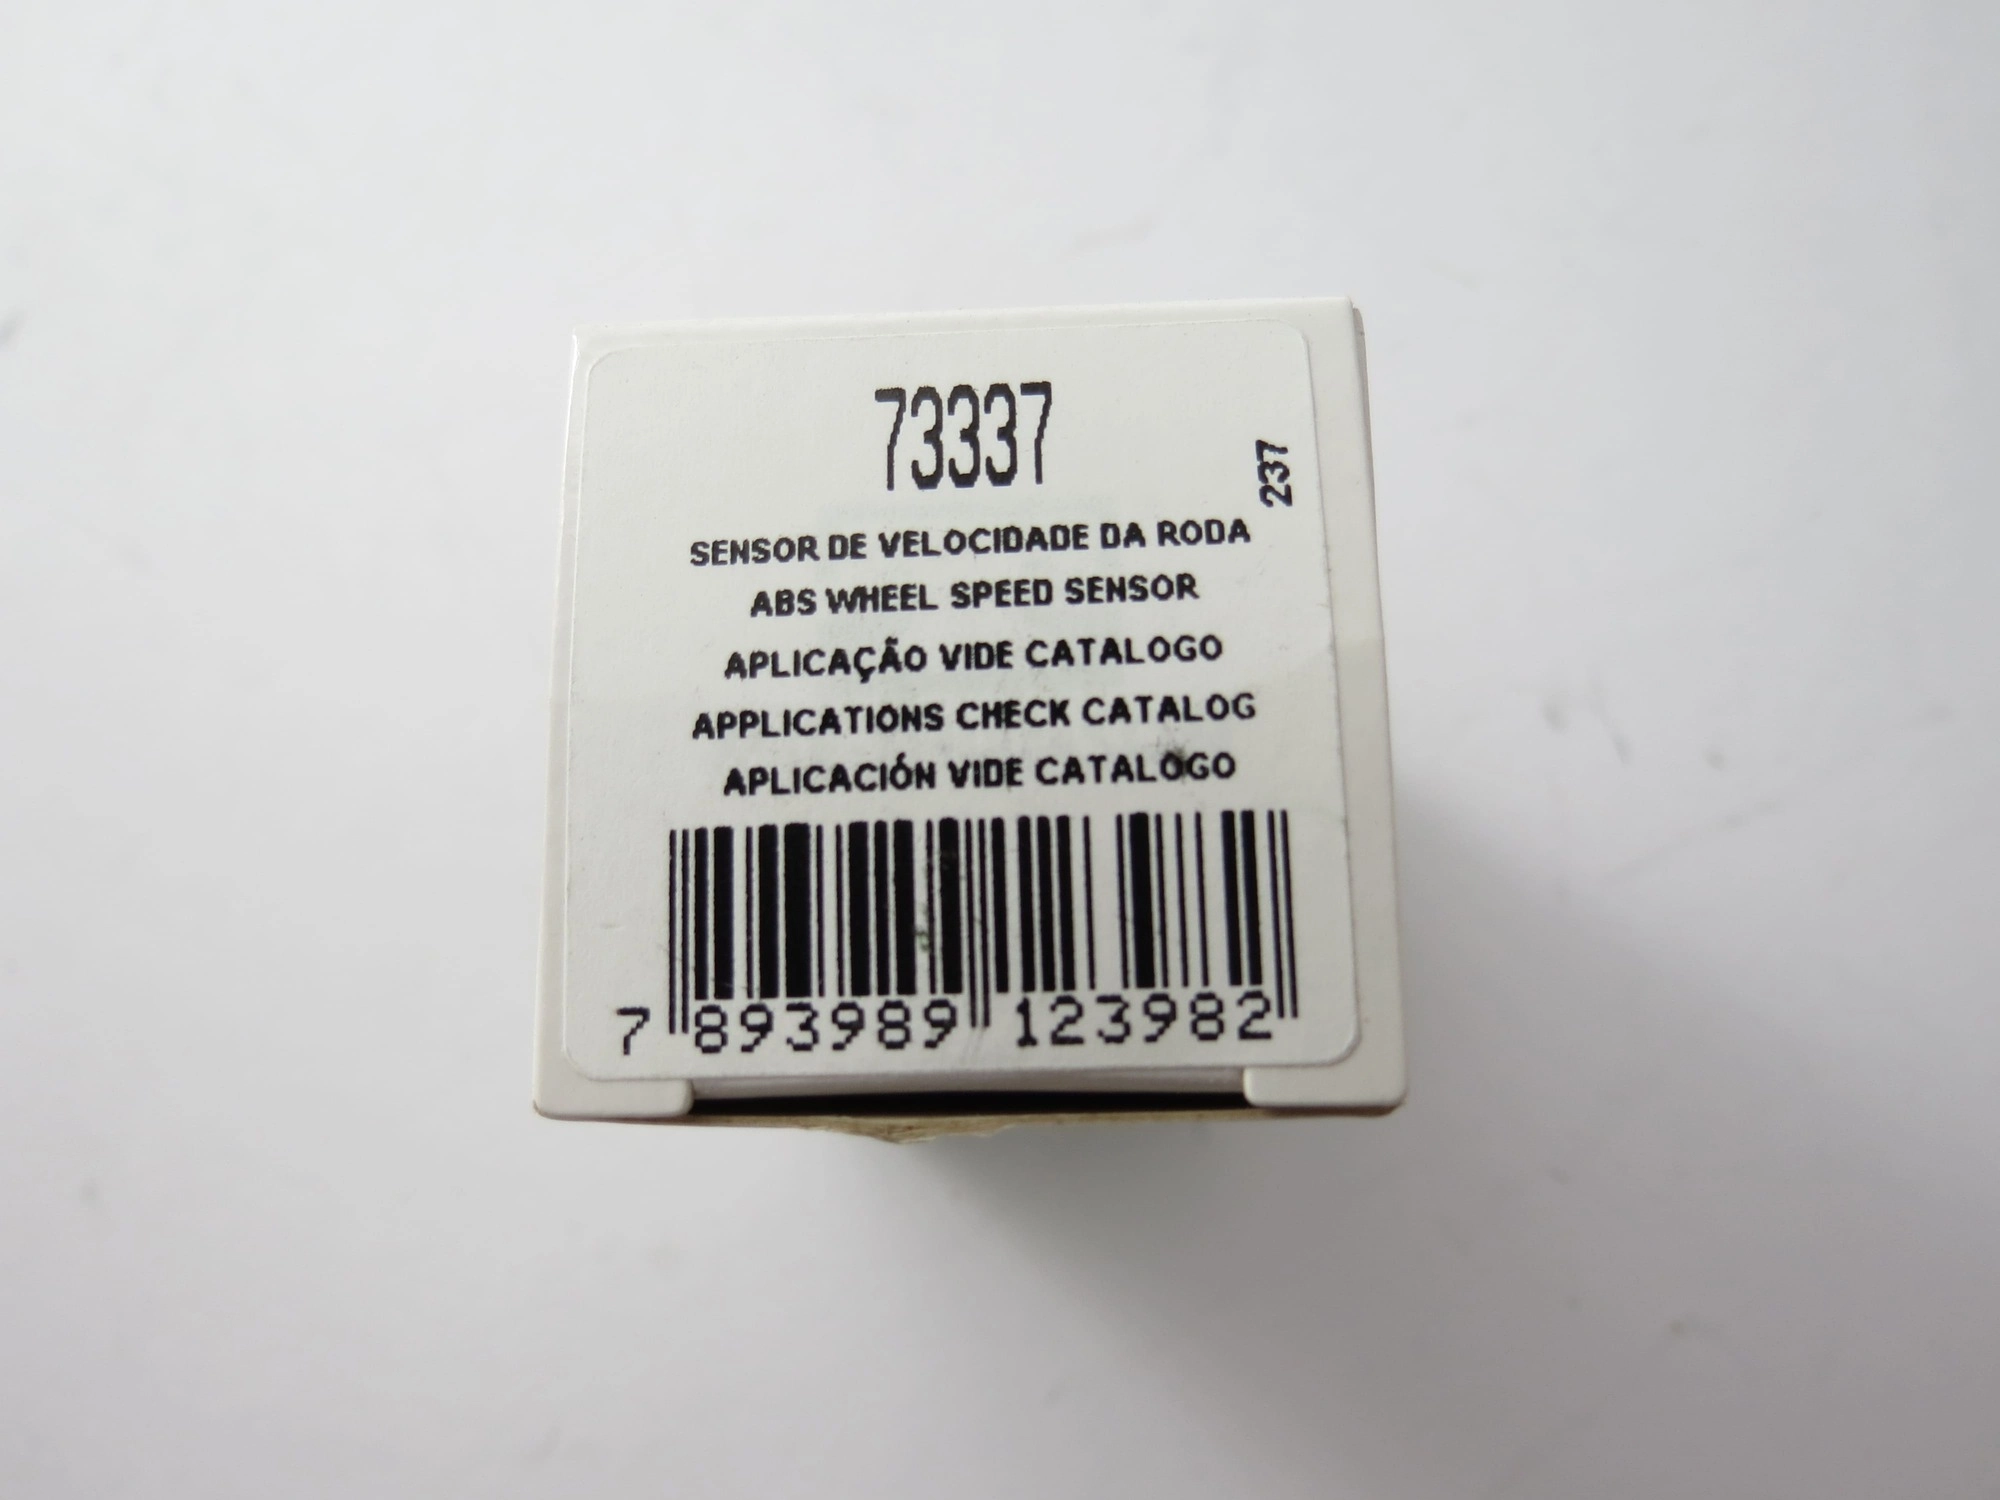 73337
237
SENSOR DE VELOCIDADE DA RODA
ABS WHEEL SPEED SENSOR
APLICAÇÃO VIDE CATALOGO
APPLICATIONS CHECK CATALOG
APLICACIÓN VIDE CATALOGO
7 893989 123982